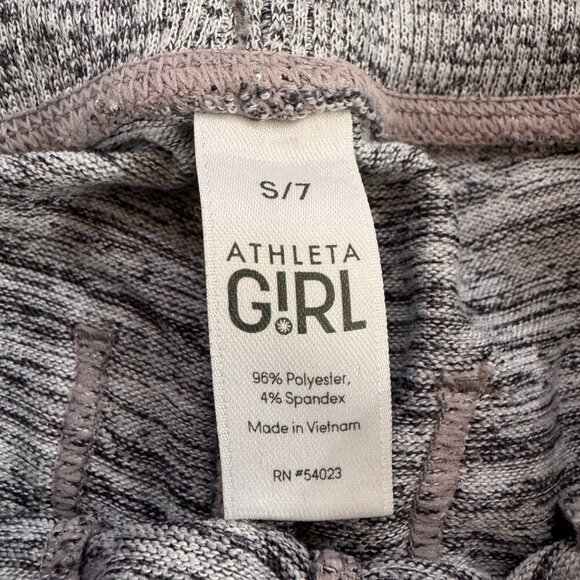 S/7
ATHLETA
G!RL
96% Polyester,
4% Spandex
Made in Vietnam
RN #54023